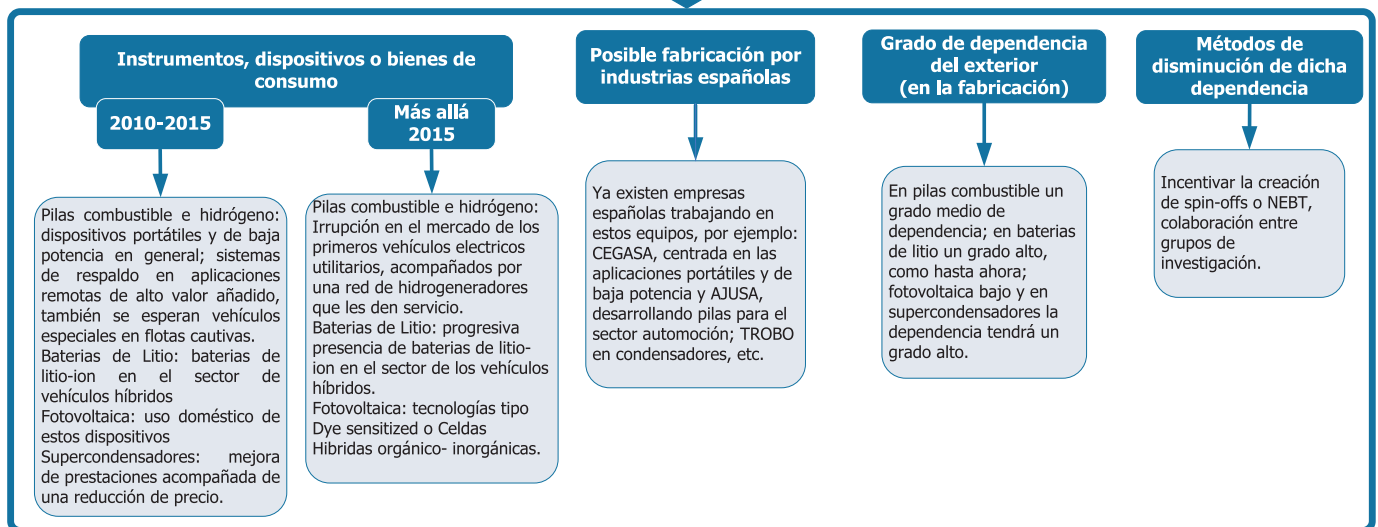 Instrumentos, dispositivos o bienes de
consumo
2010-2015
Pilas combustible e hidrógeno:
dispositivos portátiles y de baja
potencia en general; sistemas
de respaldo en aplicaciones
remotas de alto valor añadido,
también se esperan vehículos
especiales en flotas cautivas.
Baterias de Litio: baterias de
litio-ion en el sector de
vehículos híbridos
Fotovoltaica: uso doméstico de
estos dispositivos
Supercondensadores: mejora
de prestaciones acompañada de
una reducción de precio.
Más allá
2015
Pilas combustible e hidrógeno:
Irrupción en el mercado de los
primeros vehículos electricos
utilitarios, acompañados por
una red de hidrogeneradores
que les den servicio.
Baterias de Litio: progresiva
presencia de baterias de litio-
ion en el sector de los vehículos
híbridos.
Fotovoltaica: tecnologías tipo
Dye sensitized o Celdas
Hibridas orgánico- inorgánicas.
Posible fabricación por
industrias españolas
Ya existen empresas
españolas trabajando en
estos equipos, por ejemplo:
CEGASA, centrada en las
aplicaciones portátiles y de
baja potencia y AJUSA,
desarrollando pilas para el
sector automoción; TROBO
en condensadores, etc.
Grado de dependencia
del exterior
(en la fabricación)
En pilas combustible un
grado medio de
dependencia; en baterias
de litio un grado alto,
como hasta ahora;
fotovoltaica bajo y en
supercondensadores la
dependencia tendrá un
grado alto.
Métodos de
disminución de dicha
dependencia
Incentivar la creación
de spin-offs o NEBT,
colaboración entre
grupos de
investigación.